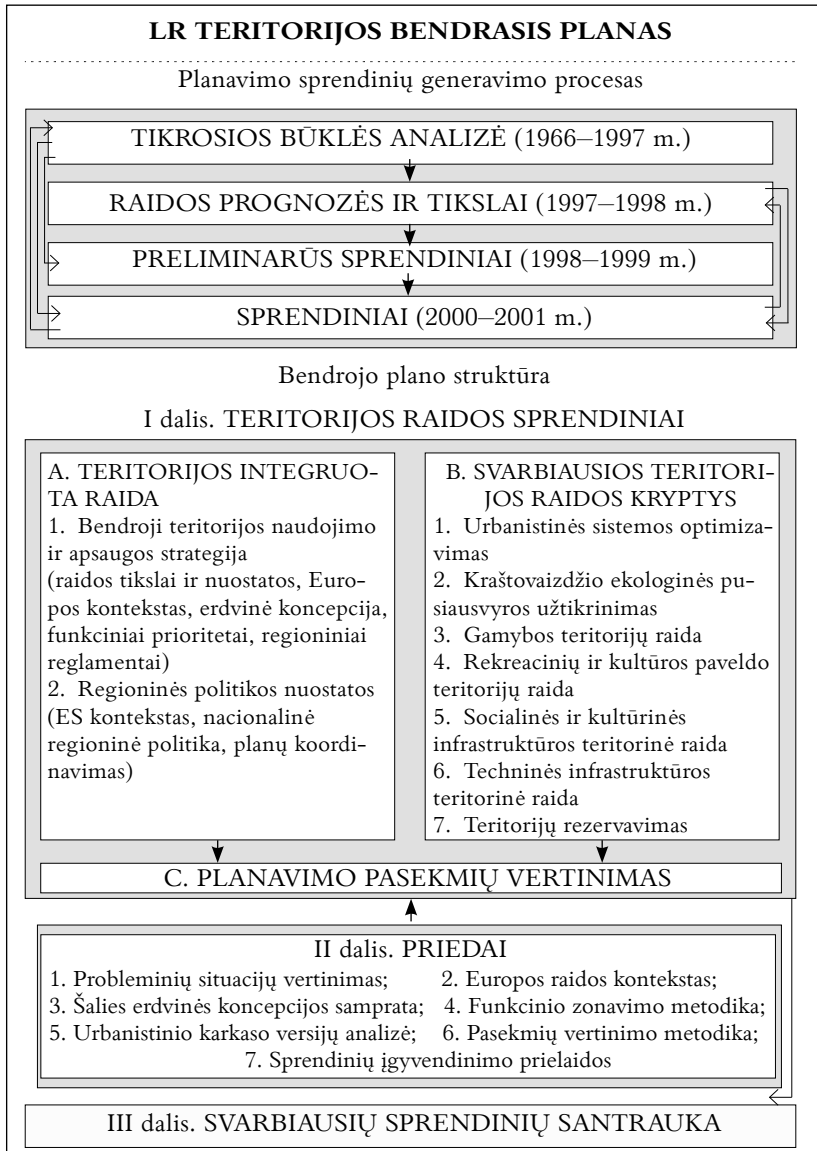 LR TERITORIJOS BENDRASIS PLANAS
Planavimo sprendinių generavimo procesas
TIKROSIOS BŪKLĖS ANALIZĖ (1966–1997 m.)
RAIDOS PROGNOZĖS IR TIKSLAI (1997–1998 m.)
PRELIMINARŪS SPRENDINIAI (1998–1999 m.)
SPRENDINIAI (2000–2001 m.)
Bendrojo plano struktūra
I dalis. TERITORIJOS RAIDOS SPRENDINIAI
A. TERITORIJOS INTEGRUO-
TA RAIDA
1. Bendroji teritorijos naudojimo
ir apsaugos strategija
(raidos tikslai ir nuostatos, Euro-
pos kontekstas, erdvinė koncepcija,
funkciniai prioritetai, regioniniai
reglamentai)
2. Regioninės politikos nuostatos
(ES kontekstas, nacionalinė
regioninė politika, planų koordi-
navimas)
B. SVARBIAUSIOS TERITORI-
JOS RAIDOS KRYPTYS
1. Urbanistinės sistemos optimiza-
vimas
2. Kraštovaizdžio ekologinės pu-
siausvyros užtikrinimas
3. Gamybos teritorijų raida
4. Rekreacinių ir kultūros paveldo
teritorijų raida
5. Socialinės ir kultūrinės
infrastruktūros teritorinė raida
6. Techninės infrastruktūros
teritorinė raida
7. Teritorijų rezervavimas
C. PLANAVIMO PASEKMIŲ VERTINIMAS
II dalis. PRIEDAI
1. Probleminių situacijų vertinimas; 2. Europos raidos kontekstas;
3. Šalies erdvinės koncepcijos samprata; 4. Funkcinio zonavimo metodika;
5. Urbanistinio karkaso versijų analizė; 6. Pasekmių vertinimo metodika;
7. Sprendinių įgyvendinimo prielaidos
III dalis. SVARBIAUSIŲ SPRENDINIŲ SANTRAUKA